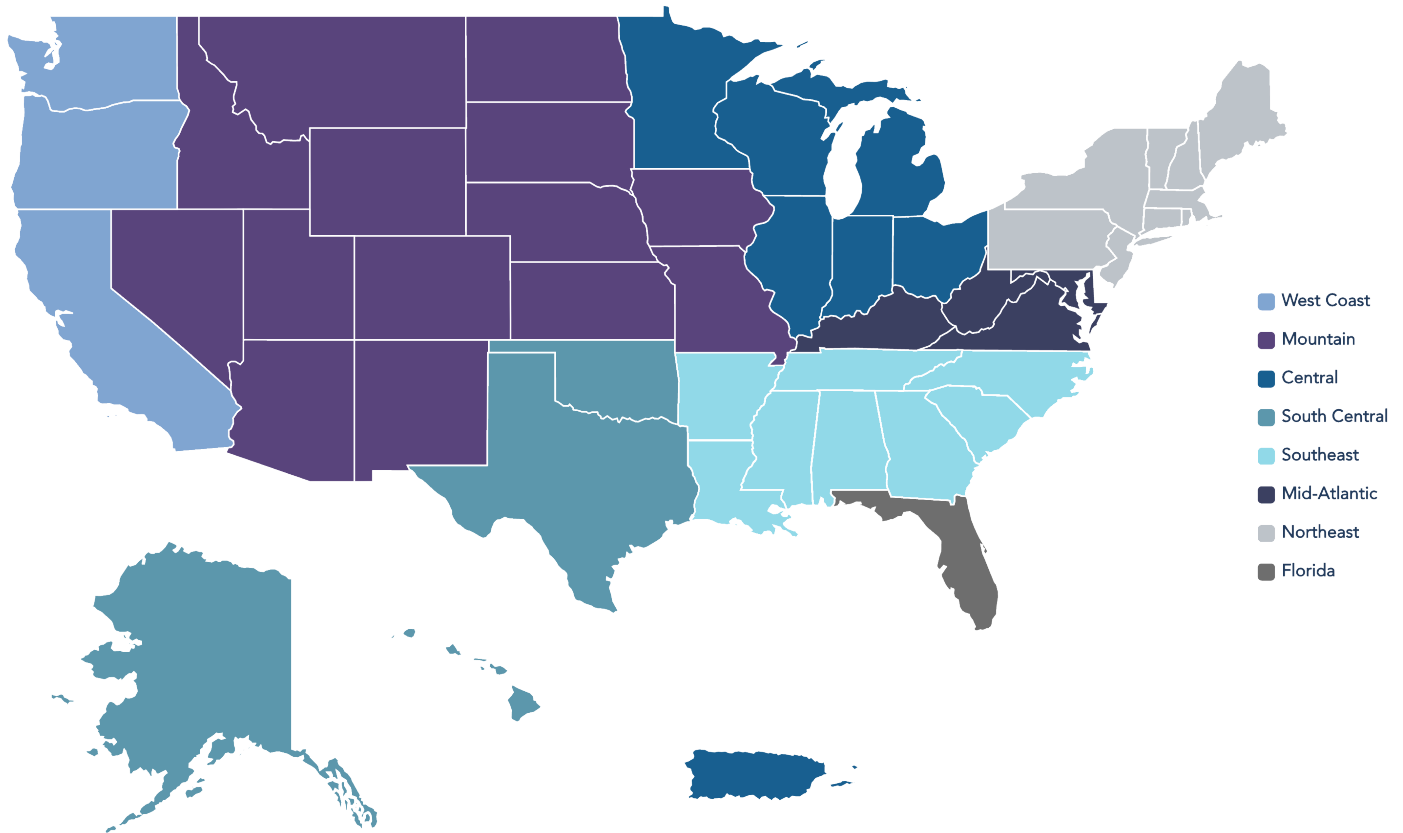 West Coast
Mountain
Central
South Central
Southeast
Mid-Atlantic
Northeast
Florida